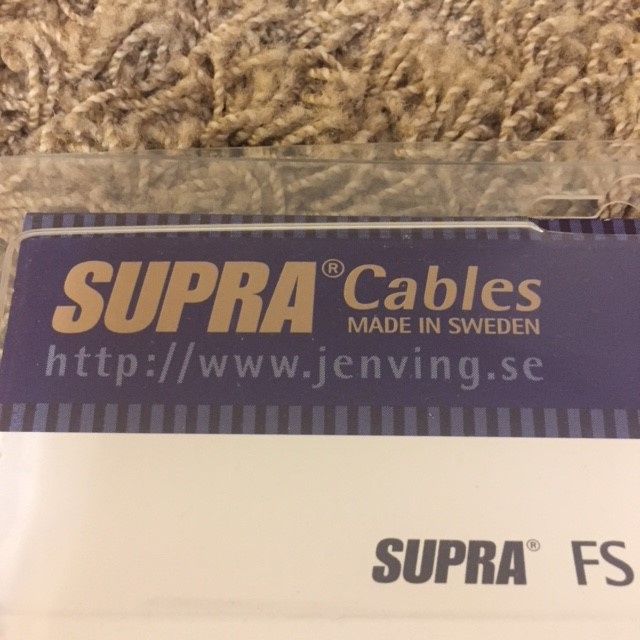 SUPRA® Cables
MADE IN SWEDEN
http://www.jenving.se
SUPRA® FS